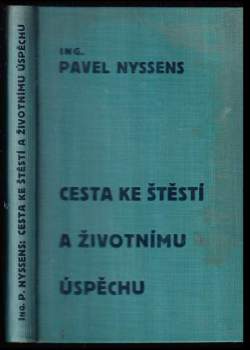 ING.
PAVEL NYSSENS
CESTA KE ŠTĚSTÍ
A ŽIVOTNÍMU
ÚSPĚCHU
Ing. P. NYSSENS: CESTA KE ŠTĚSTÍ A ŽIVOTNÍMU ÚSPĚCHU